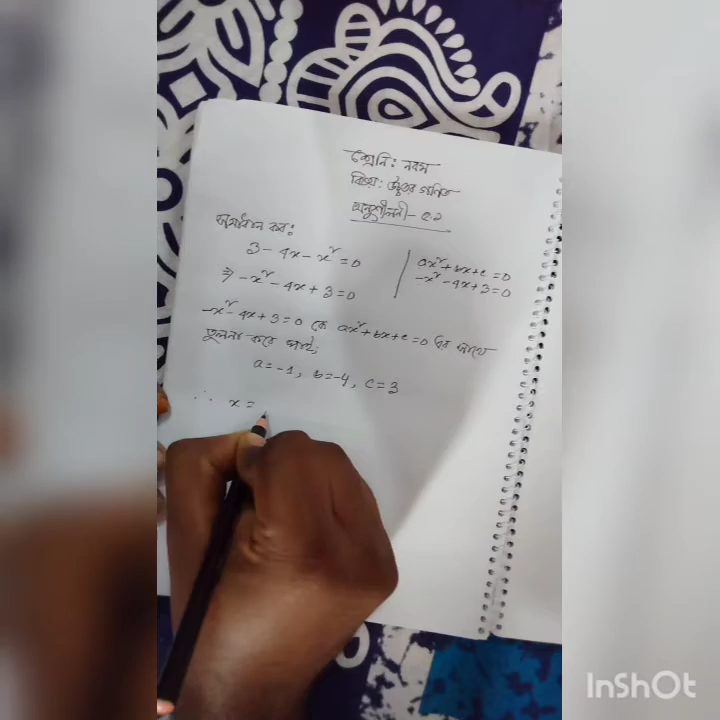 শ্রেনি: নবম
বিষয়: উচ্চতর গণিত
অনুশীলনী - ৫.১
সমাধান কর:
3 - 4x - x² = 0
ax² + bx + c = 0
⇒ -x² - 4x + 3 = 0
-x² - 4x + 3 = 0
-x² - 4x + 3 = 0 কে ax² + bx + c = 0 এর সাথে
তুলনা করে পাই,
a = -1, b = -4, c = 3
∴ x =
InShOt